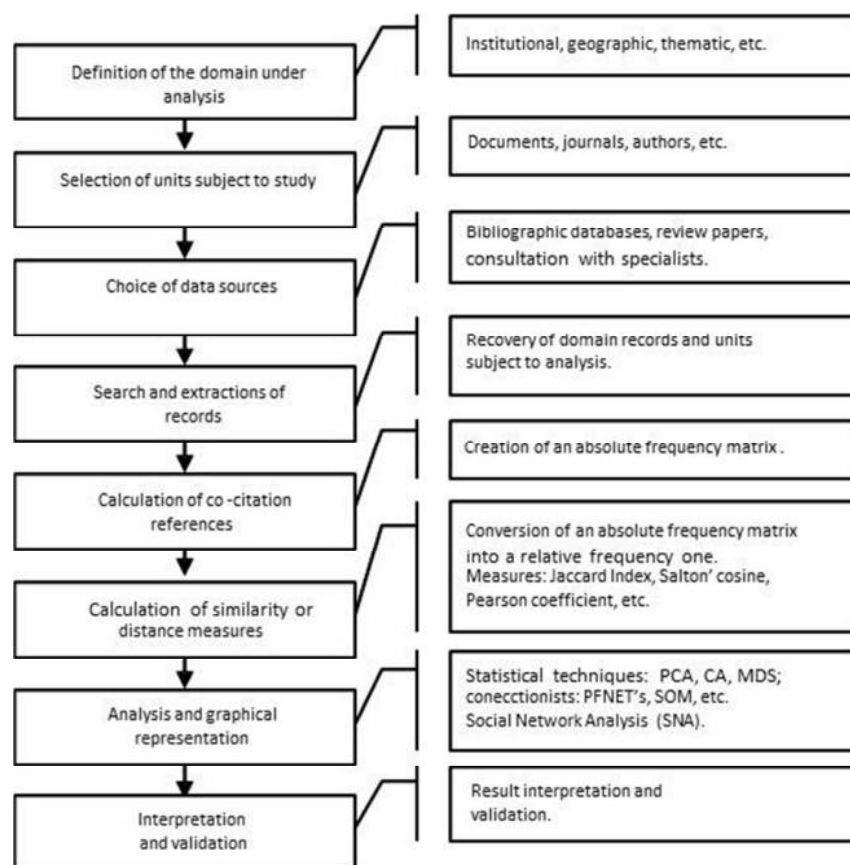 Definition of the domain under
analysis
Institutional, geographic, thematic, etc.
Selection of units subject to study
Documents, journals, authors, etc.
Choice of data sources
Bibliographic databases, review papers,
consultation with specialists.
Search and extractions of
records
Recovery of domain records and units
subject to analysis.
Calculation of co -citation
references
Creation of an absolute frequency matrix .
Calculation of similarity or
distance measures
Conversion of an absolute frequency matrix
into a relative frequency one.
Measures: Jaccard Index, Salton' cosine,
Pearson coefficient, etc.
Analysis and graphical
representation
Statistical techniques: PCA, CA, MDS;
conecctionists: PFNET's, SOM, etc.
Social Network Analysis (SNA).
Interpretation
and validation
Result interpretation and
validation.